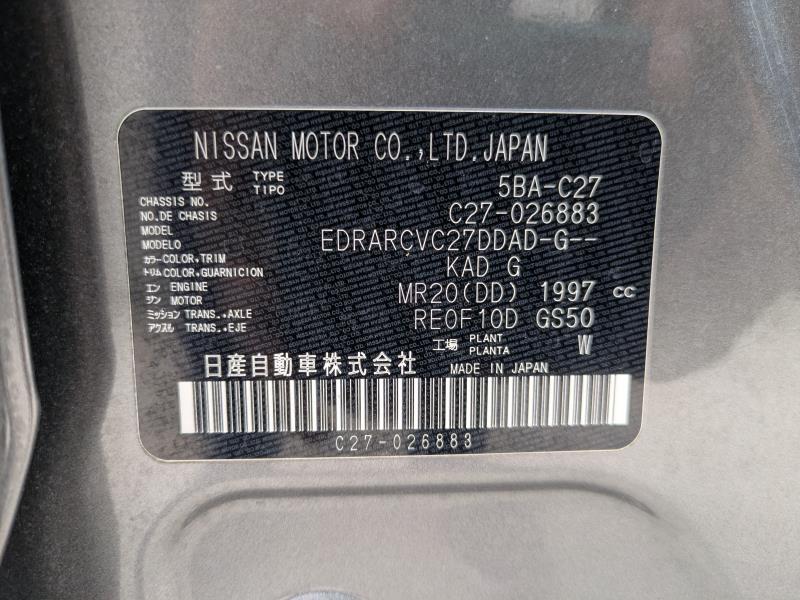 NISSAN MOTOR CO.,LTD.JAPAN
型式 TYPE TIPO 5BA-C27
CHASSIS NO. NO.DE CHASIS C27-026883
MODEL MODELO EDRARCVC27DDAD-G--
カラー COLOR,TRIM トリム COLOR,GUARNICION KAD G
エンジン ENGINE MOTOR MR20(DD) 1997 cc
ミッション TRANS.,AXLE アクスル TRANS.,EJE RE0F10D GS50
工場 PLANT PLANTA W
日産自動車株式会社 MADE IN JAPAN
C27-026883